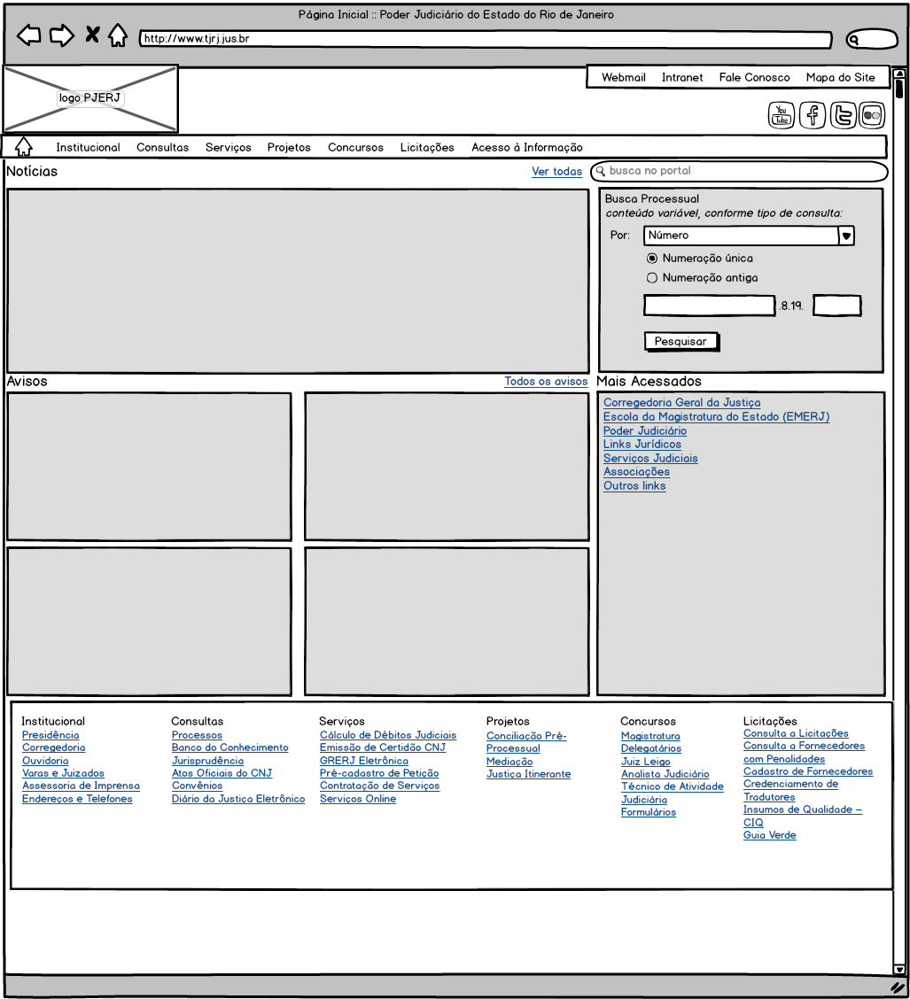 Página Inicial :: Poder Judiciário do Estado do Rio de Janeiro
http://www.tjrj.jus.br
logo PJERJ
Webmail Intranet Fale Conosco Mapa do Site
You
Tube
Institucional Consultas Serviços Projetos Concursos Licitações Acesso à Informação
Notícias
Ver todas
busca no portal
Busca Processual
conteúdo variável, conforme tipo de consulta:
Por: Número
Numeração única
Numeração antiga
.8.19.
Pesquisar
Avisos
Todos os avisos
Mais Acessados
Corregedoria Geral da Justiça
Escola da Magistratura do Estado (EMERJ)
Poder Judiciário
Links Jurídicos
Serviços Judiciais
Associações
Outros links
Institucional
Presidência
Corregedoria
Ouvidoria
Varas e Juizados
Assessoria de Imprensa
Endereços e Telefones
Consultas
Processos
Banco do Conhecimento
Jurisprudência
Atos Oficiais do CNJ
Convênios
Diário da Justiça Eletrônico
Serviços
Cálculo de Débitos Judiciais
Emissão de Certidão CNJ
GRERJ Eletrônica
Pré-cadastro de Petição
Contratação de Serviços
Serviços Online
Projetos
Conciliação Pré-
Processual
Mediação
Justiça Itinerante
Concursos
Magistratura
Delegatários
Juiz Leigo
Analista Judiciário
Técnico de Atividade
Judiciária
Formulários
Licitações
Consulta a Licitações
Consulta a Fornecedores
com Penalidades
Cadastro de Fornecedores
Credenciamento de
Tradutores
Insumos de Qualidade –
CIQ
Guia Verde